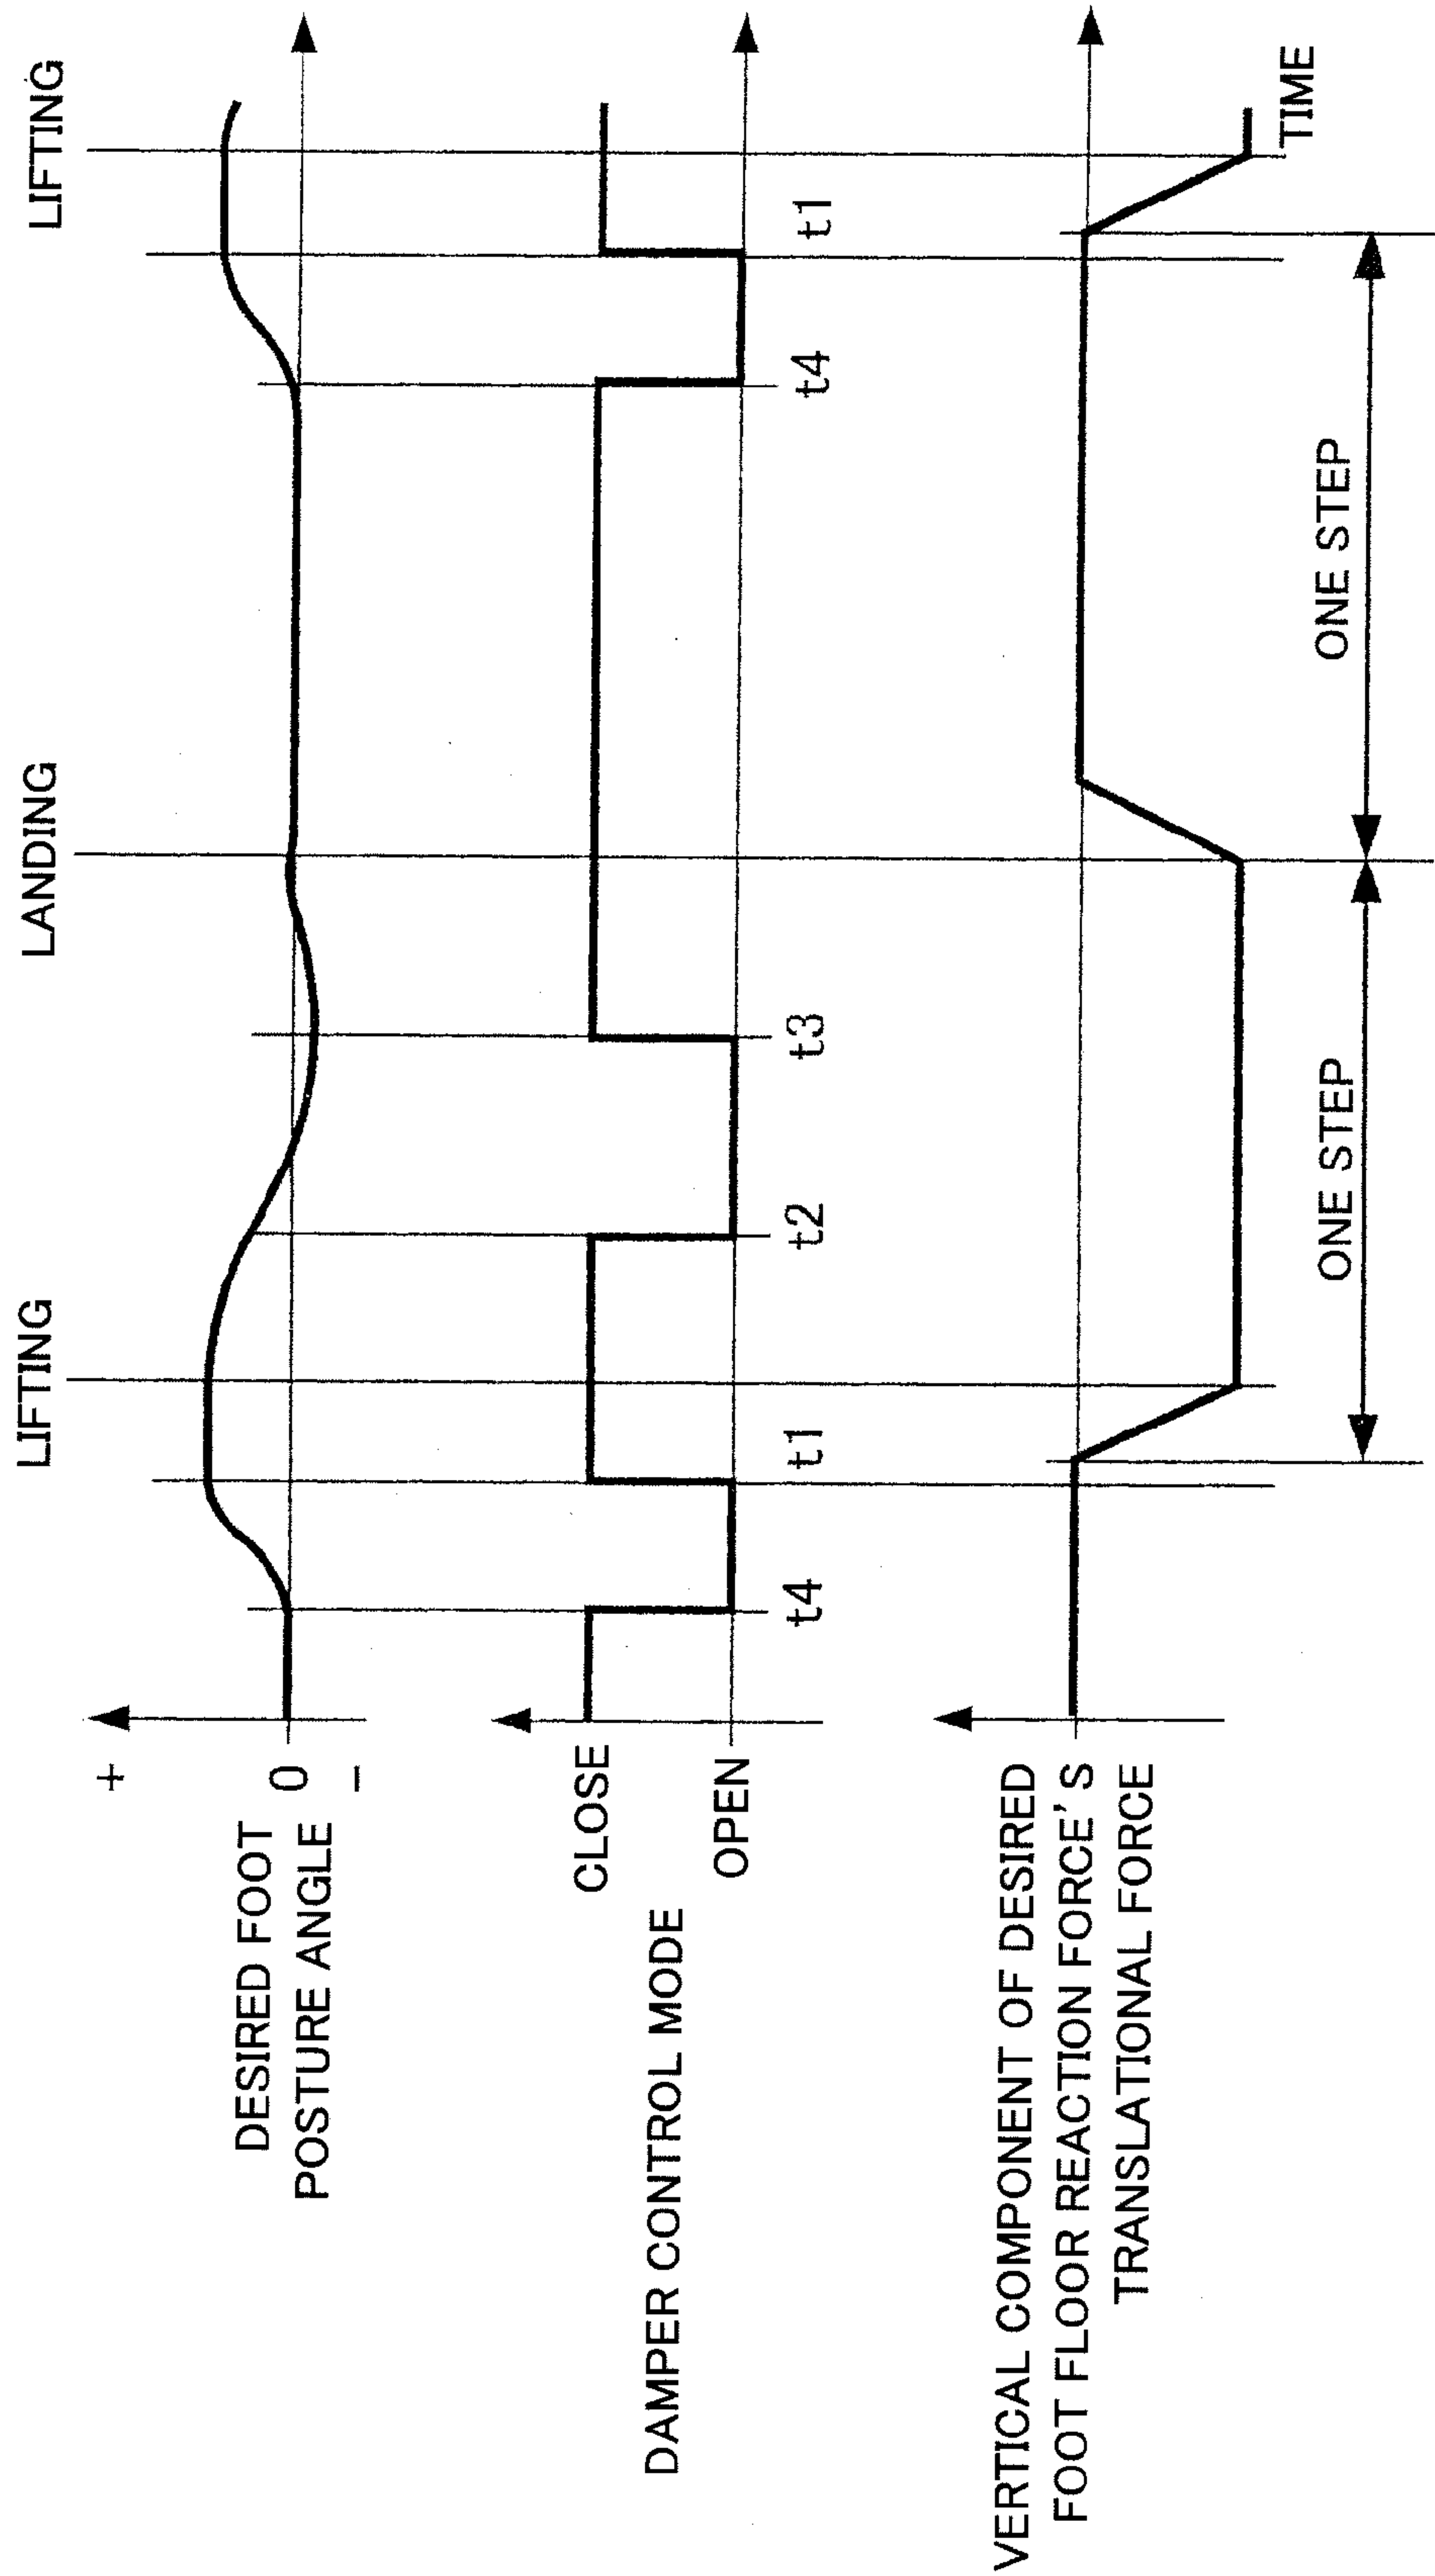 LIFTING
LANDING
LIFTING
+
0
−
DESIRED FOOT
POSTURE ANGLE
CLOSE
OPEN
DAMPER CONTROL MODE
t4
t1
t2
t3
t4
t1
VERTICAL COMPONENT OF DESIRED
FOOT FLOOR REACTION FORCE'S
TRANSLATIONAL FORCE
TIME
ONE STEP
ONE STEP